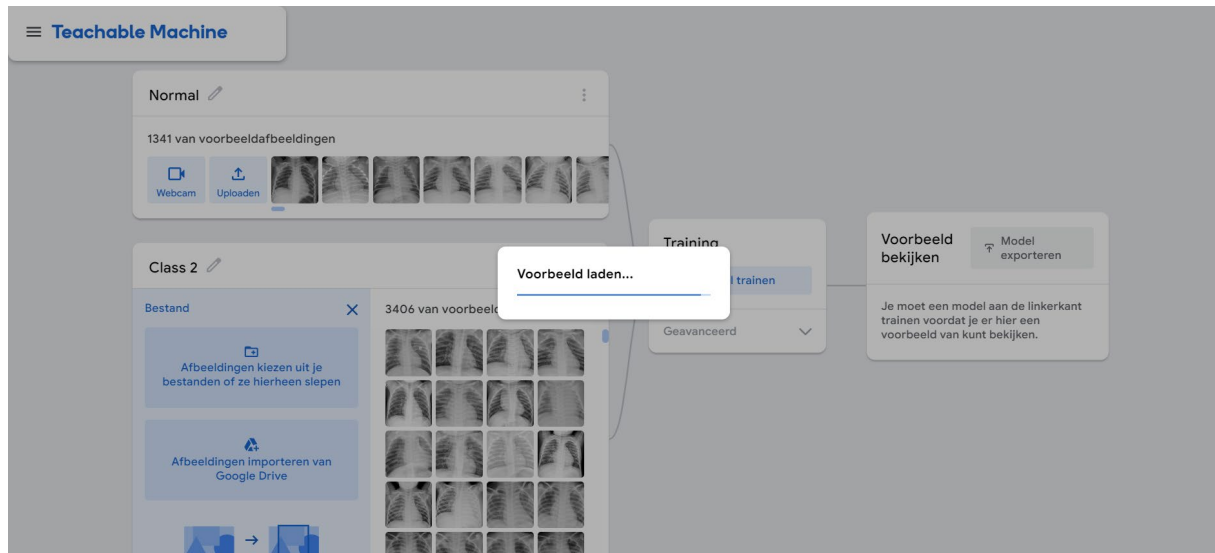 Teachable Machine
Normal
1341 van voorbeeldafbeeldingen
Webcam
Uploaden
Class 2
Bestand
Afbeeldingen kiezen uit je
bestanden of ze hierheen slepen
Afbeeldingen importeren van
Google Drive
3406 van
Voorbeeld laden...
Training
trainen
Geavanceerd
Voorbeeld
bekijken
Model
exporteren
Je moet een model aan de linkerkant
trainen voordat je er hier een
voorbeeld van kunt bekijken.